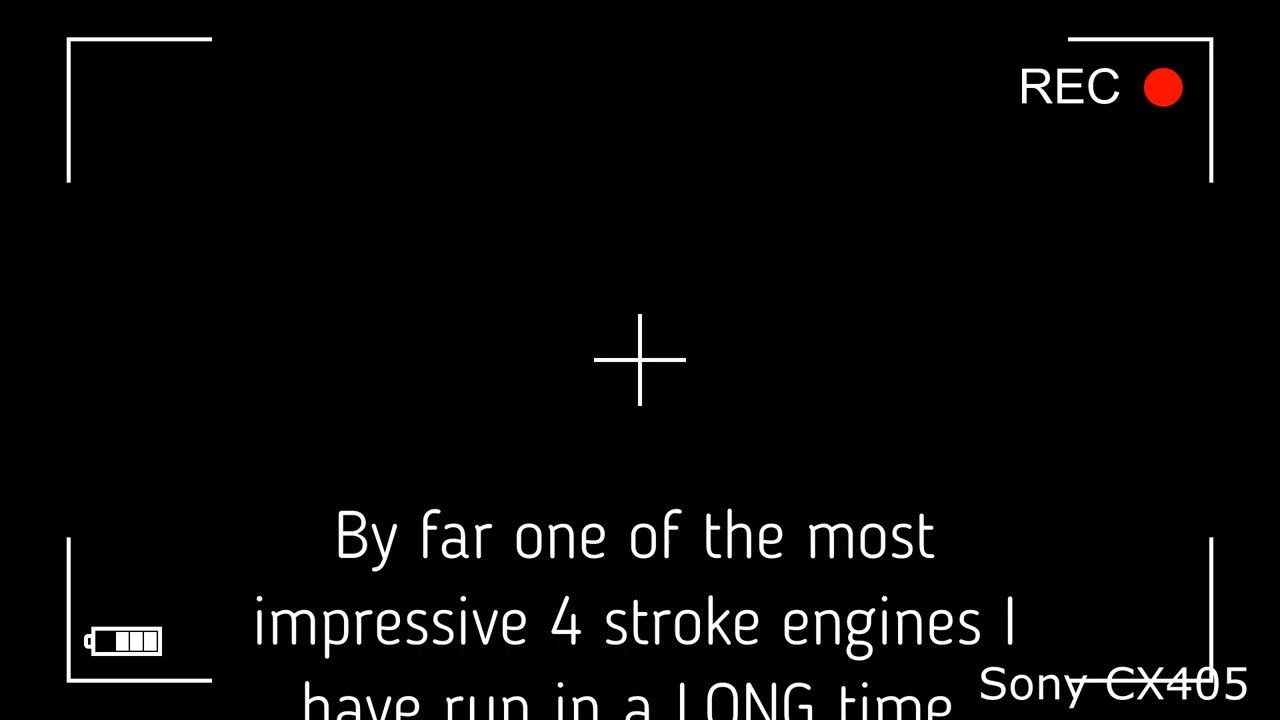 REC
By far one of the most
impressive 4 stroke engines I
have run in a LONG time
Sony CX405